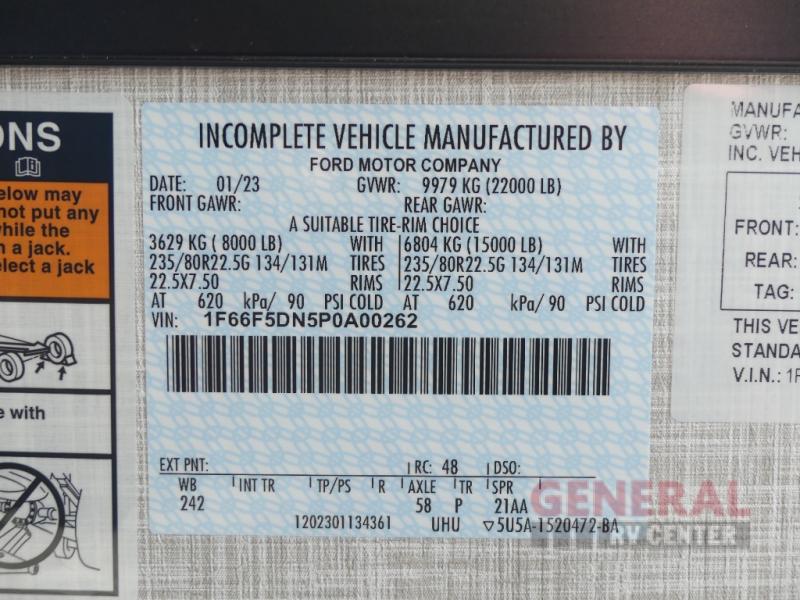 ONS
elow may
not put any
while the
n a jack.
elect a jack
e with
INCOMPLETE VEHICLE MANUFACTURED BY
FORD MOTOR COMPANY
DATE: 01/23 GVWR: 9979 KG (22000 LB)
FRONT GAWR: REAR GAWR:
A SUITABLE TIRE-RIM CHOICE
3629 KG ( 8000 LB) WITH 6804 KG (15000 LB) WITH
235/80R22.5G 134/131M TIRES 235/80R22.5G 134/131M TIRES
22.5X7.50 RIMS 22.5X7.50 RIMS
AT 620 kPa/ 90 PSI COLD AT 620 kPa/ 90 PSI COLD
VIN: 1F66F5DN5P0A00262
EXT PNT: RC: 48 DSO:
WB INT TR TP/PS R AXLE TR SPR
242 58 P 21AA
1202301134361 UHU ▽5U5A-1520472-BA
MANUFA
GVWR:
INC. VEH
FRONT:
REAR:
TAG:
THIS VE
STANDA
V.I.N.: 1F
GENERAL
RV CENTER